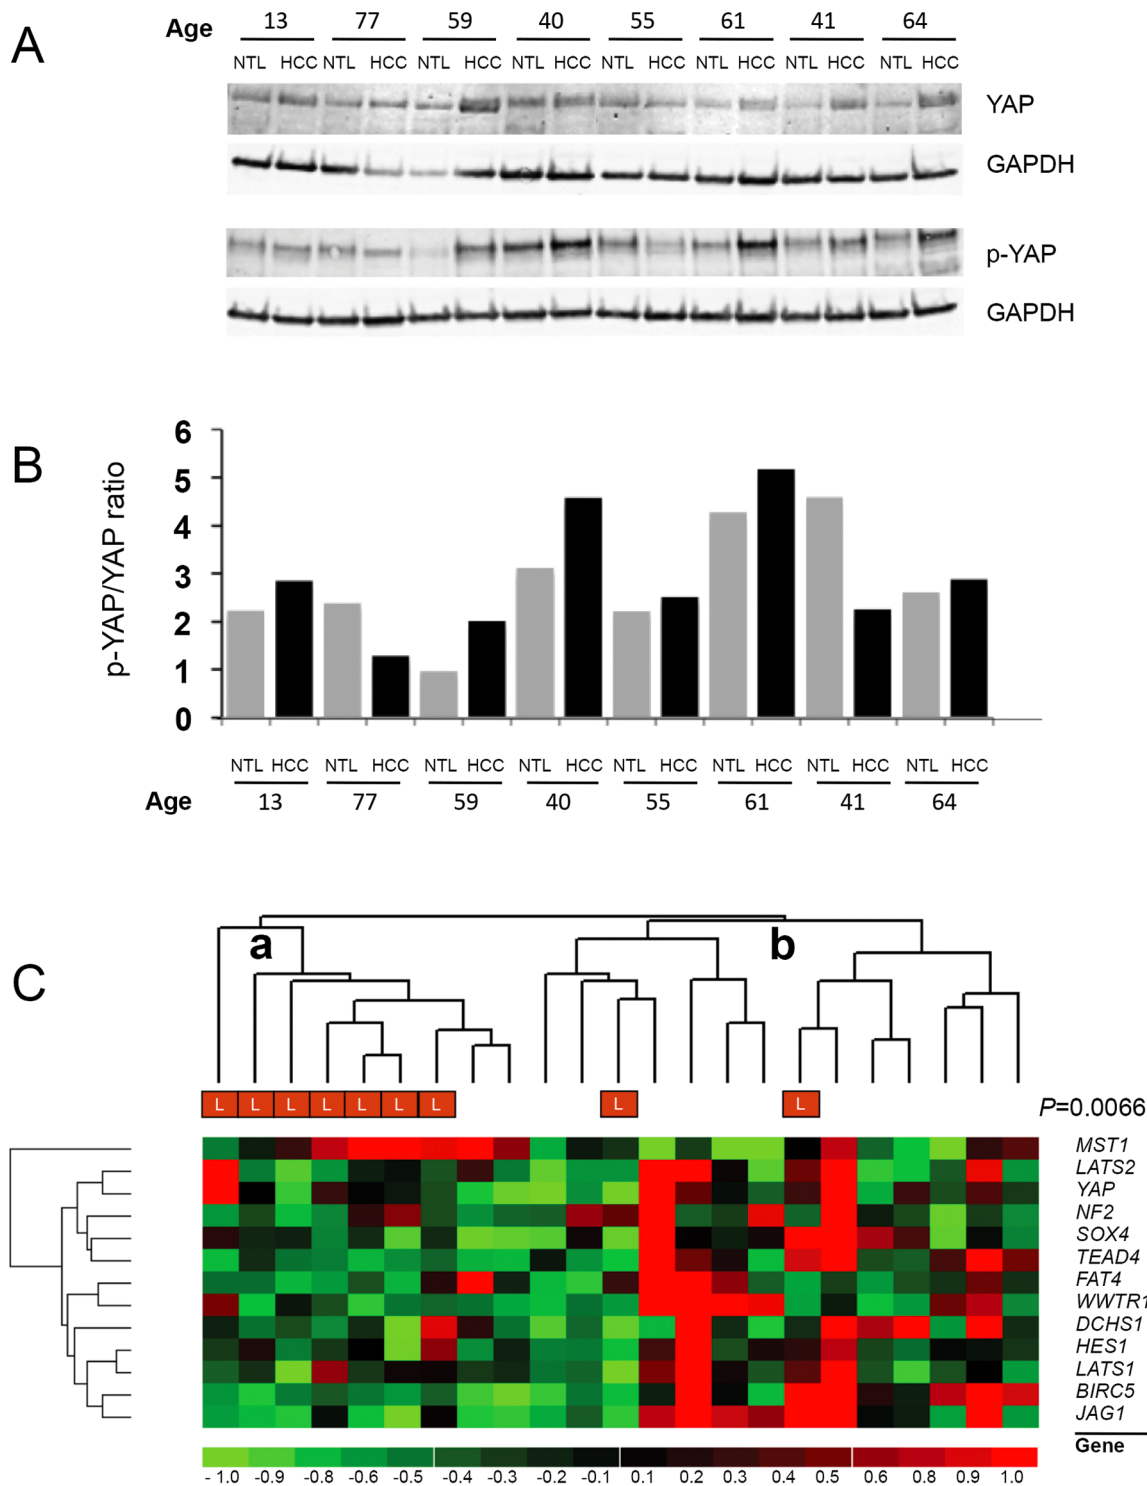 A
Age 13 77 59 40 55 61 41 64
NTL HCC NTL HCC NTL HCC NTL HCC NTL HCC NTL HCC NTL HCC NTL HCC
YAP
GAPDH
p-YAP
GAPDH
B
p-YAP/YAP ratio
6
5
4
3
2
1
0
NTL HCC NTL HCC NTL HCC NTL HCC NTL HCC NTL HCC NTL HCC NTL HCC
Age 13 77 59 40 55 61 41 64
C
a b
L L L L L L L L L P=0.0066
MST1
LATS2
YAP
NF2
SOX4
TEAD4
FAT4
WWTR1
DCHS1
HES1
LATS1
BIRC5
JAG1
Gene
- 1.0 -0.9 -0.8 -0.6 -0.5 -0.4 -0.3 -0.2 -0.1 0.1 0.2 0.3 0.4 0.5 0.6 0.8 0.9 1.0